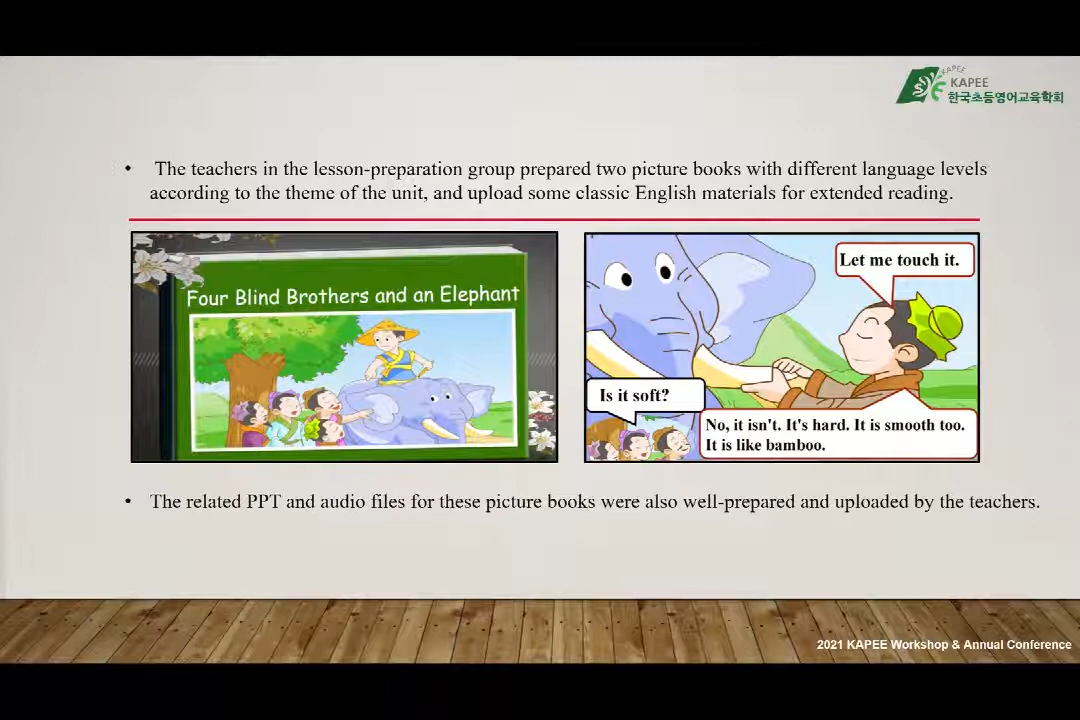 KAPEE
KAPEE
한국초등영어교육학회
• The teachers in the lesson-preparation group prepared two picture books with different language levels
according to the theme of the unit, and upload some classic English materials for extended reading.
Four Blind Brothers and an Elephant
Let me touch it.
Is it soft?
No, it isn't. It's hard. It is smooth too.
It is like bamboo.
• The related PPT and audio files for these picture books were also well-prepared and uploaded by the teachers.
2021 KAPEE Workshop & Annual Conference